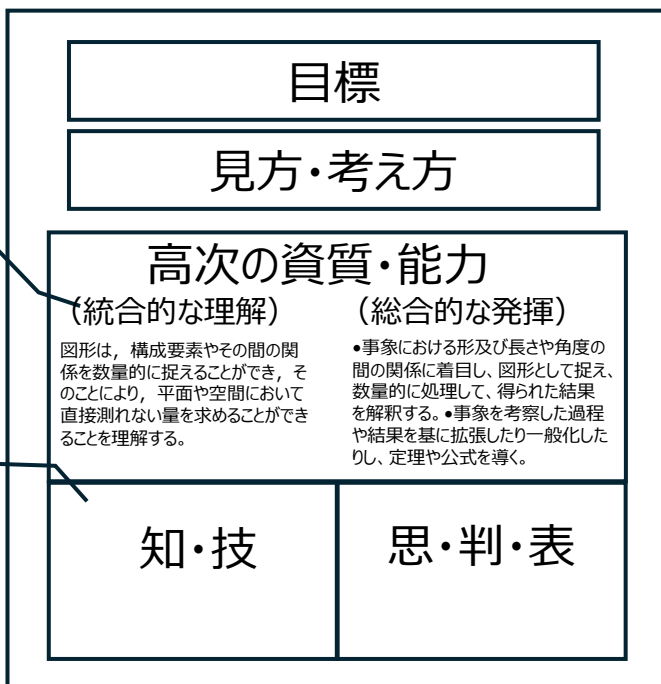 目標
見方・考え方
高次の資質・能力
（統合的な理解）
図形は，構成要素やその間の関
係を数量的に捉えることができ，そ
のことにより，平面や空間において
直接測れない量を求めることができ
ることを理解する。
（総合的な発揮）
•事象における形及び長さや角度の
間の関係に着目し、図形として捉え、
数量的に処理して、得られた結果
を解釈する。•事象を考察した過程
や結果を基に拡張したり一般化した
りし、定理や公式を導く。
知・技
思・判・表